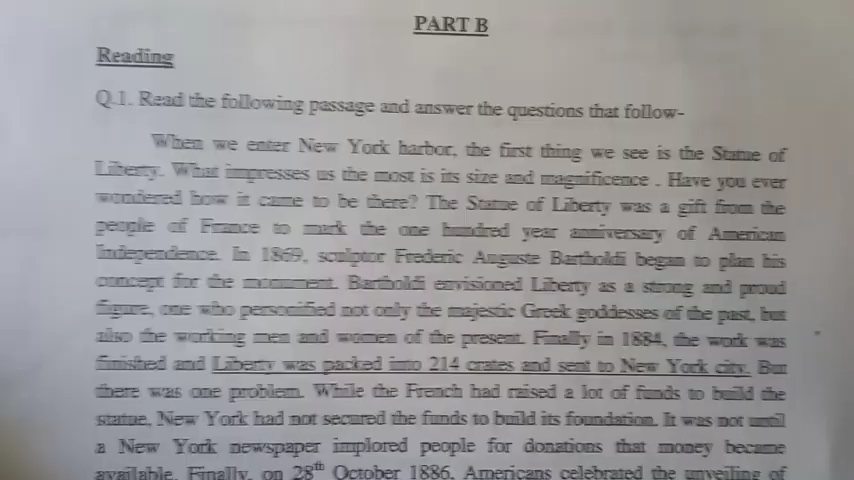 PART B
Reading
Q.1. Read the following passage and answer the questions that follow-
When we enter New York harbor, the first thing we see is the Statue of
Liberty. What impresses us the most is its size and magnificence . Have you ever
wondered how it came to be there? The Statue of Liberty was a gift from the
people of France to mark the one hundred year anniversary of American
Independence. In 1869, sculptor Frederic Auguste Bartholdi began to plan his
concept for the monument. Bartholdi envisioned Liberty as a strong and proud
figure, one who personified not only the majestic Greek goddesses of the past, but
also the working men and women of the present. Finally in 1884, the work was
finished and Liberty was packed into 214 crates and sent to New York city. But
there was one problem. While the French had raised a lot of funds to build the
statue, New York had not secured the funds to build its foundation. It was not until
a New York newspaper implored people for donations that money became
available. Finally, on 28th October 1886, Americans celebrated the unveiling of